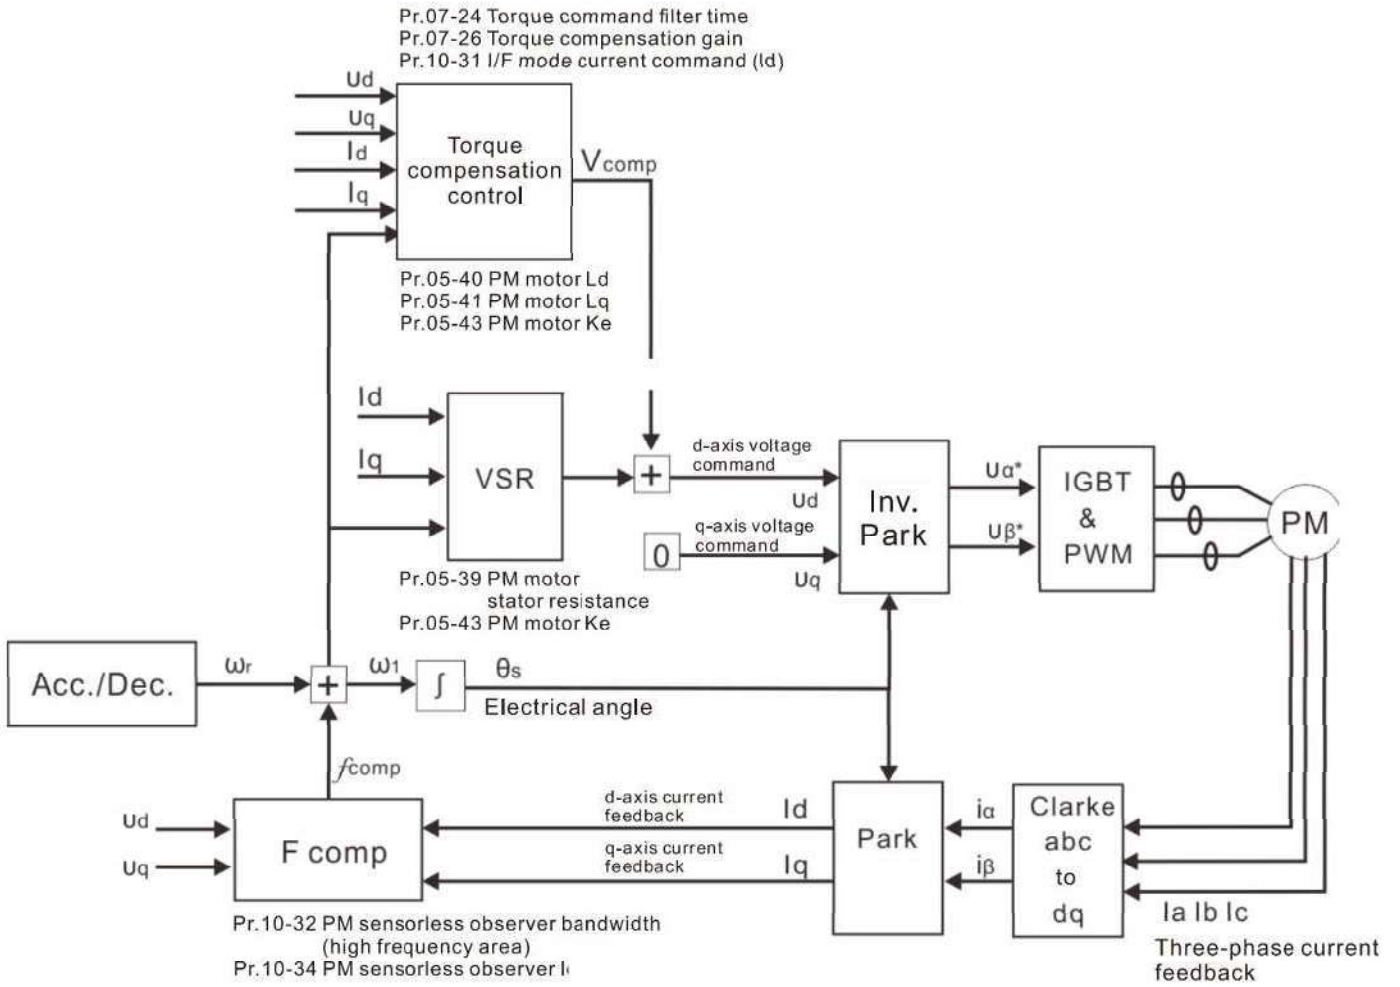 Pr.07-24 Torque command filter time
Pr.07-26 Torque compensation gain
Pr.10-31 I/F mode current command (Id)
Ud
Uq
Id
Iq
Torque
compensation
control
Vcomp
Pr.05-40 PM motor Ld
Pr.05-41 PM motor Lq
Pr.05-43 PM motor Ke
Id
Iq
VSR
+
d-axis voltage
command
Ud
0
q-axis voltage
command
Uq
Inv.
Park
Uα*
Uβ*
IGBT
&
PWM
PM
Pr.05-39 PM motor
stator resistance
Pr.05-43 PM motor Ke
Acc./Dec.
ωr
+
ω1
∫
θs
Electrical angle
fcomp
Ud
Uq
F comp
d-axis current
feedback
Id
q-axis current
feedback
Iq
Park
iα
iβ
Clarke
abc
to
dq
Ia Ib Ic
Three-phase current
feedback
Pr.10-32 PM sensorless observer bandwidth
(high frequency area)
Pr.10-34 PM sensorless observer